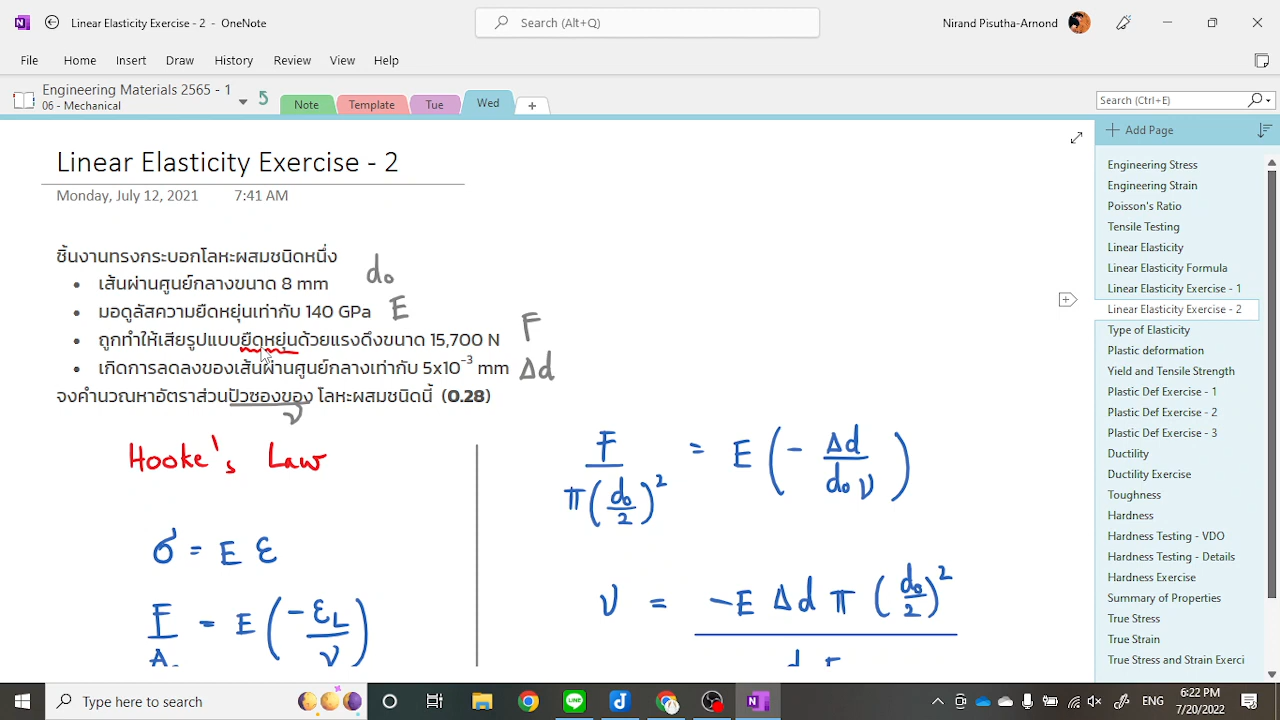 Linear Elasticity Exercise - 2 - OneNote
Search (Alt+Q)
Nirand Pisutha-Arnond
File Home Insert Draw History Review View Help
Engineering Materials 2565 - 1
06 - Mechanical
Note Template Tue Wed
Search (Ctrl+E)
Add Page
Linear Elasticity Exercise - 2
Monday, July 12, 2021 7:41 AM
ชิ้นงานทรงกระบอกโลหะผสมชนิดหนึ่ง
• เส้นผ่านศูนย์กลางขนาด 8 mm d₀
• มอดูลัสความยืดหยุ่นเท่ากับ 140 GPa E
• ถูกทำให้เสียรูปแบบยืดหยุ่นด้วยแรงดึงขนาด 15,700 N F
• เกิดการลดลงของเส้นผ่านศูนย์กลางเท่ากับ 5x10⁻³ mm Δd
จงคำนวณหาอัตราส่วนปัวซองของ โลหะผสมชนิดนี้ (0.28)
ν
Hooke's Law
σ = E ε
F/A = E (-ε_L/ν)
F/(π(d₀/2)²) = E (- Δd/(d₀ ν))
ν = -E Δd π (d₀/2)²
d F
Engineering Stress
Engineering Strain
Poisson's Ratio
Tensile Testing
Linear Elasticity
Linear Elasticity Formula
Linear Elasticity Exercise - 1
Linear Elasticity Exercise - 2
Type of Elasticity
Plastic deformation
Yield and Tensile Strength
Plastic Def Exercise - 1
Plastic Def Exercise - 2
Plastic Def Exercise - 3
Ductility
Ductility Exercise
Toughness
Hardness
Hardness Testing - VDO
Hardness Testing - Details
Hardness Exercise
Summary of Properties
True Stress
True Strain
True Stress and Strain Exerci
Type here to search
ENG
6:22 PM
7/20/2022